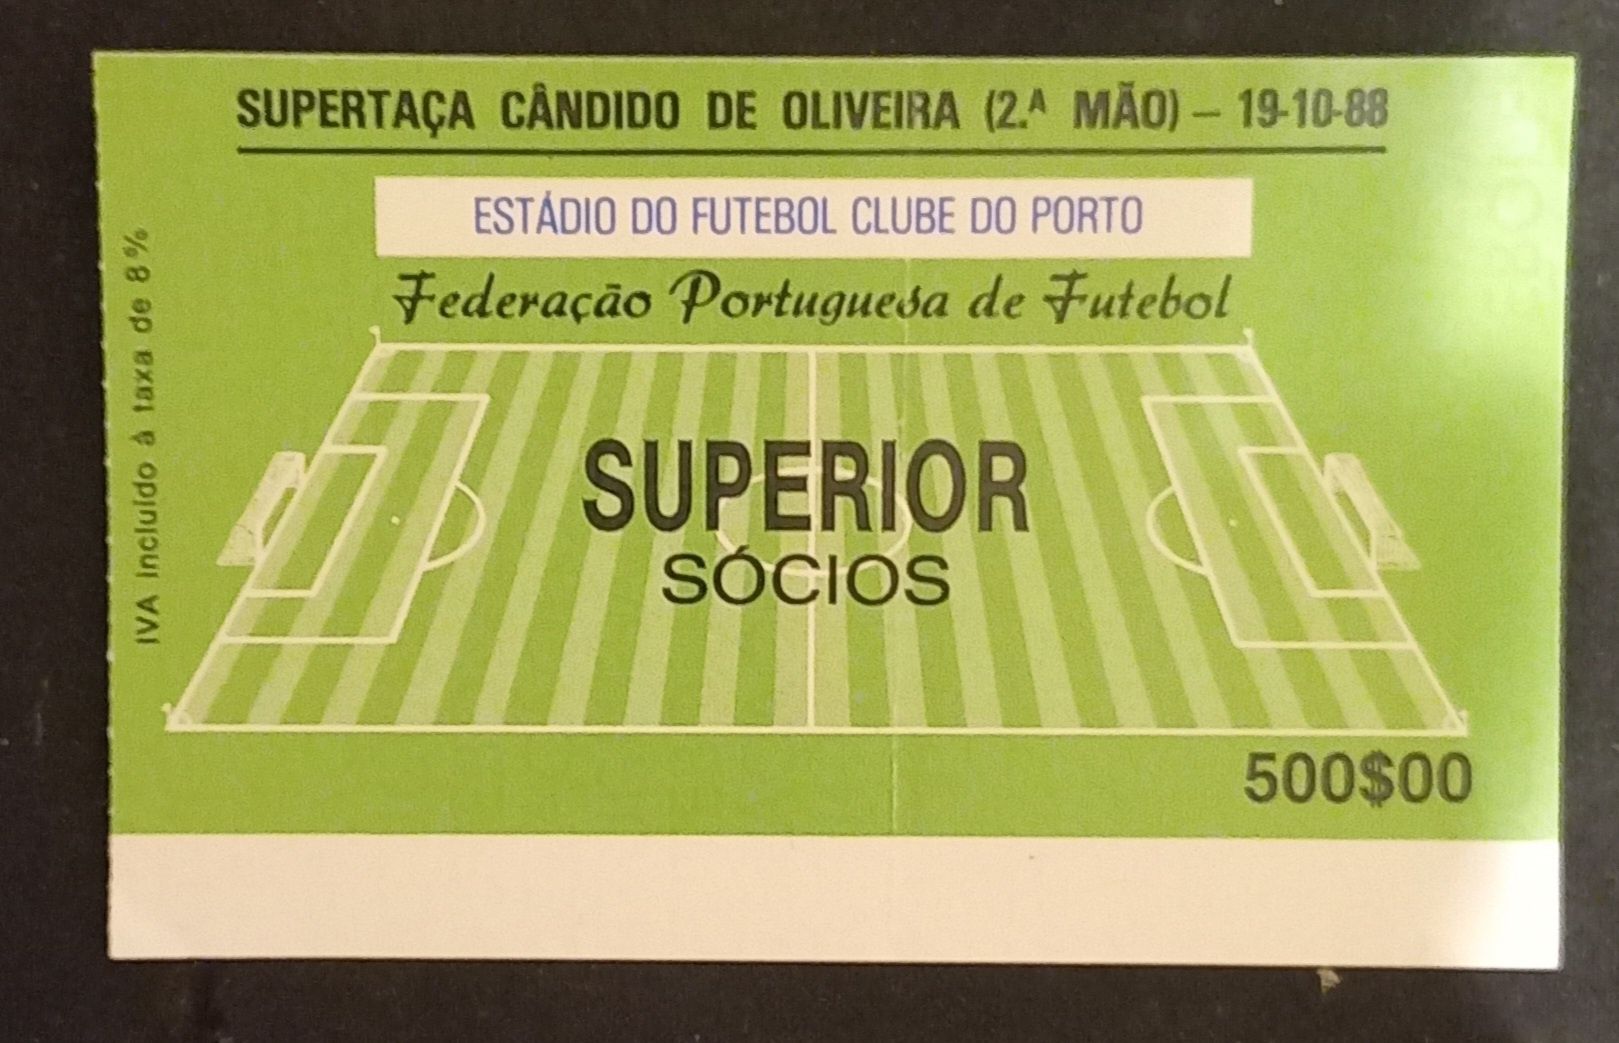 SUPERTAÇA CÂNDIDO DE OLIVEIRA (2.ª MÃO) – 19-10-88
ESTÁDIO DO FUTEBOL CLUBE DO PORTO
Federação Portuguesa de Futebol
IVA incluído à taxa de 8%
SUPERIOR
SÓCIOS
500$00